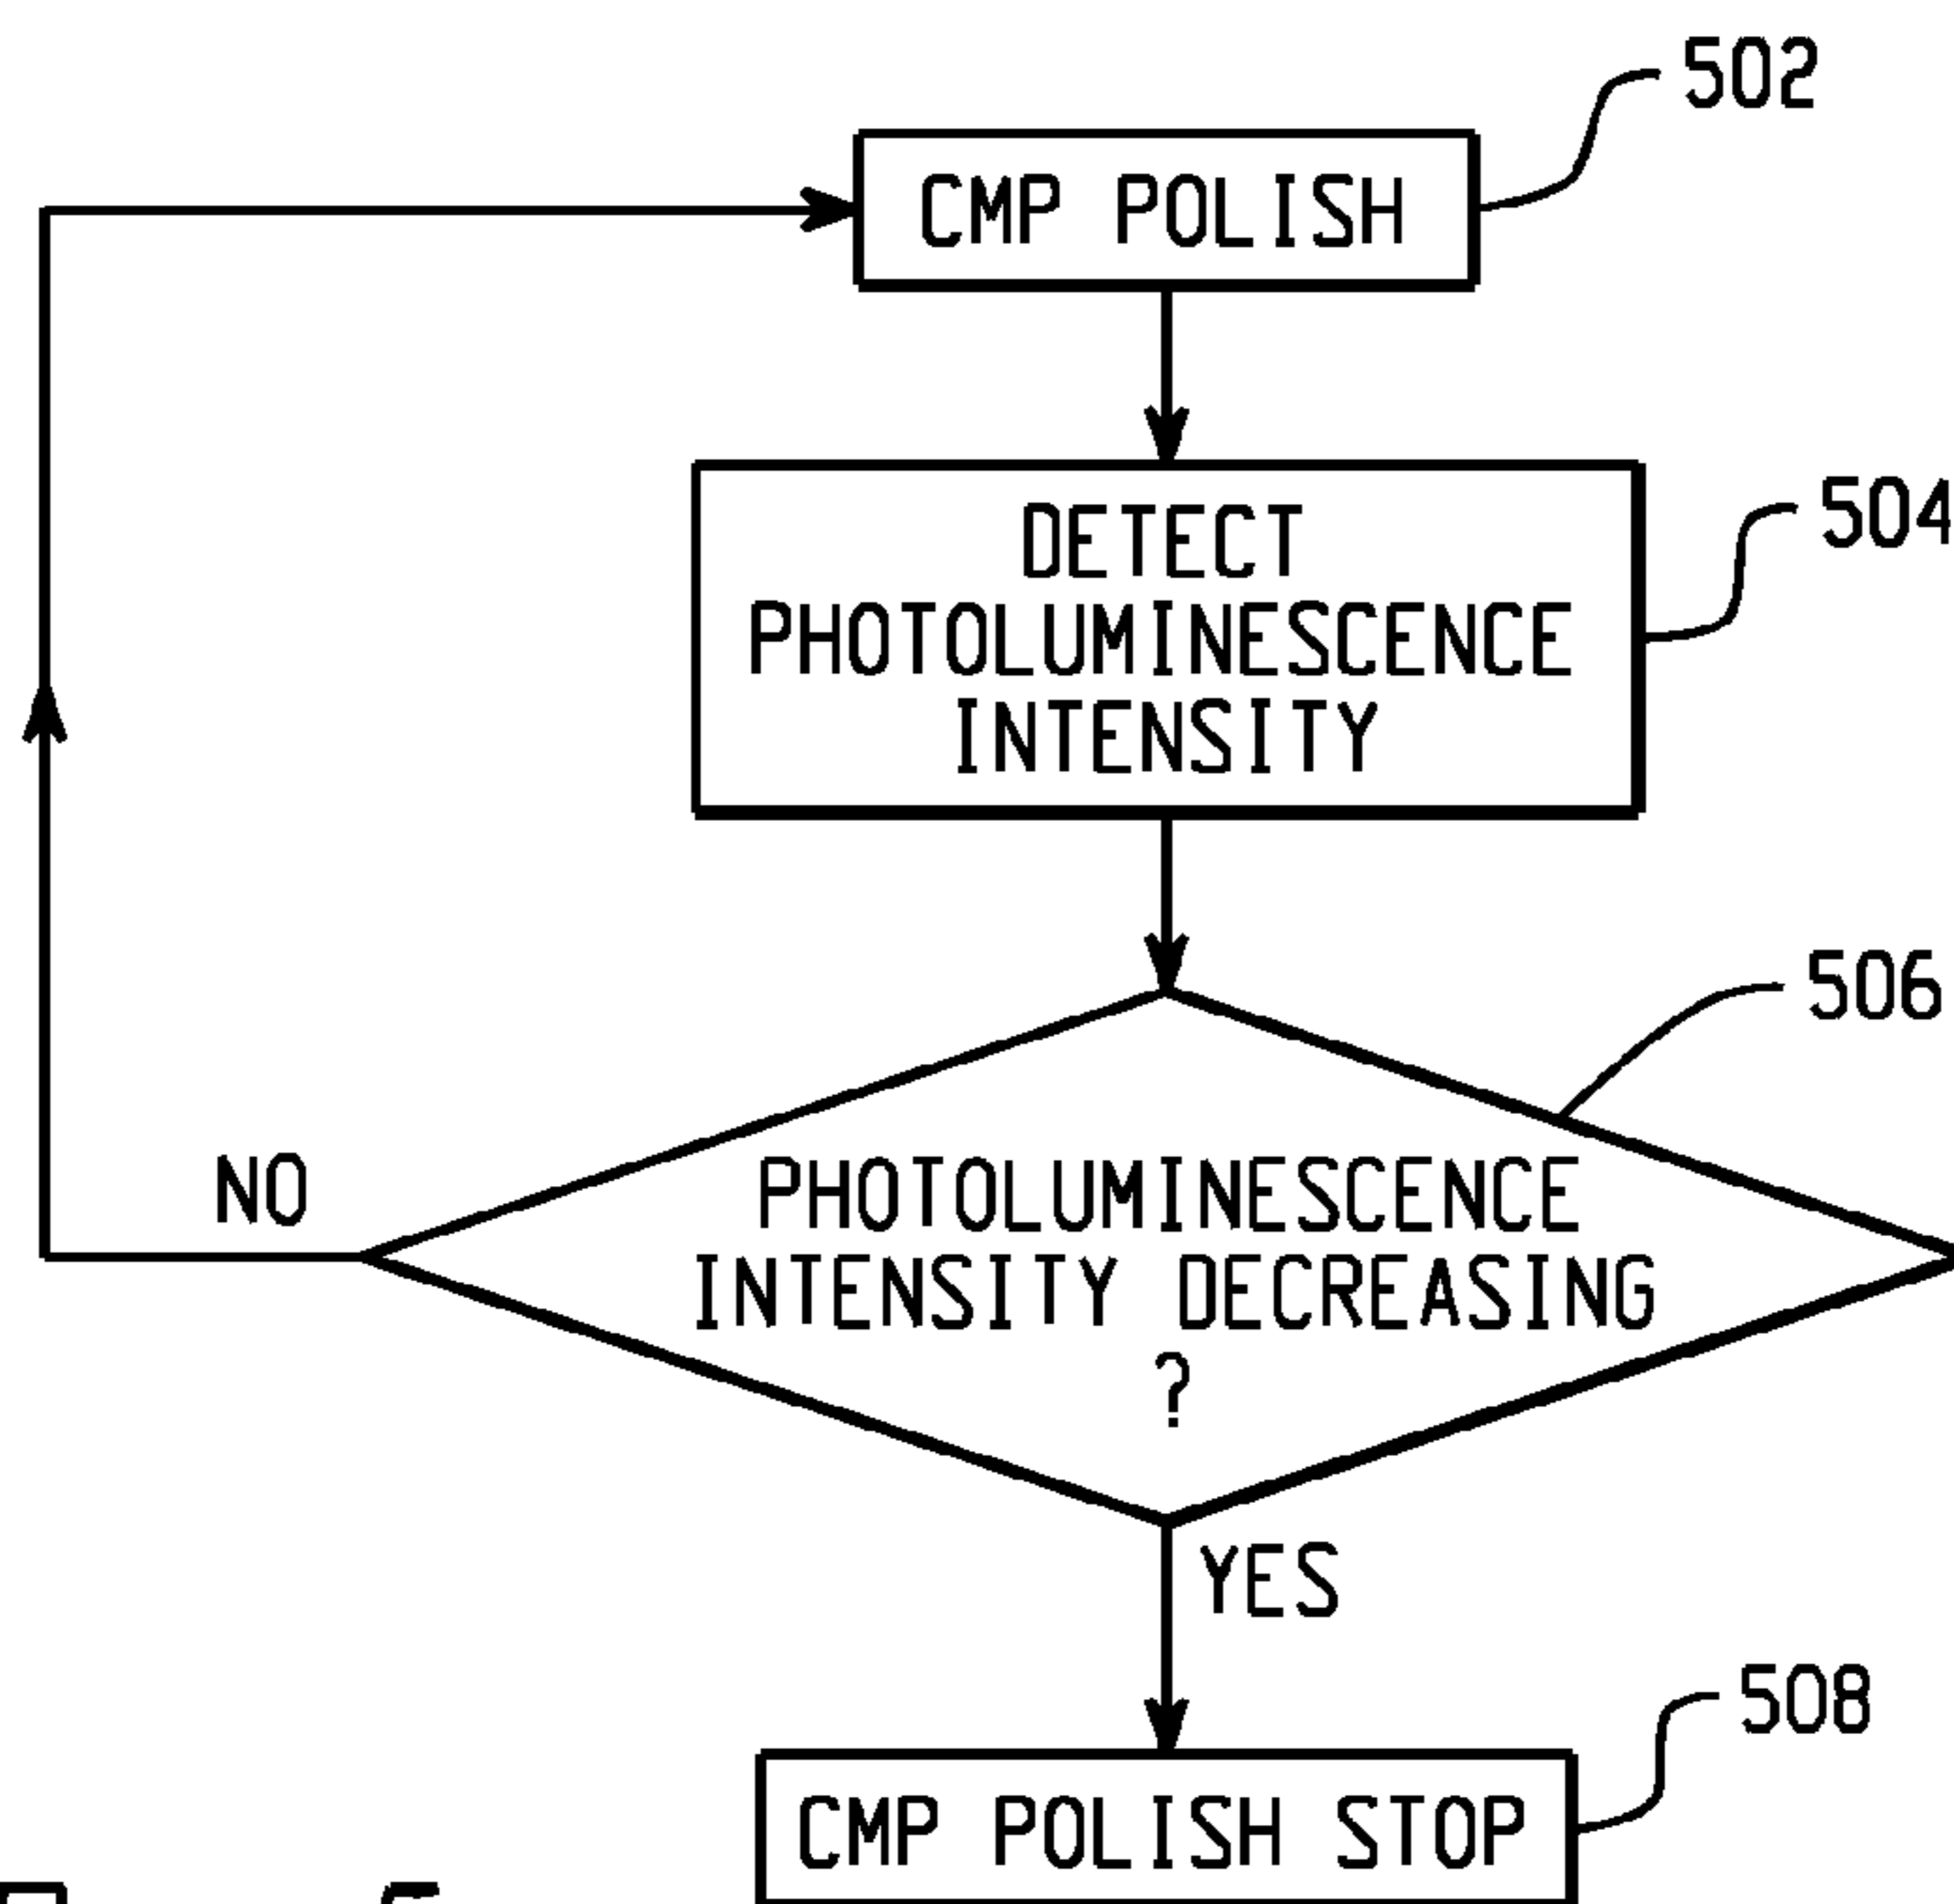 502
CMP POLISH
504
DETECT
PHOTOLUMINESCENCE
INTENSITY
506
NO
PHOTOLUMINESCENCE
INTENSITY DECREASING
?
YES
508
CMP POLISH STOP